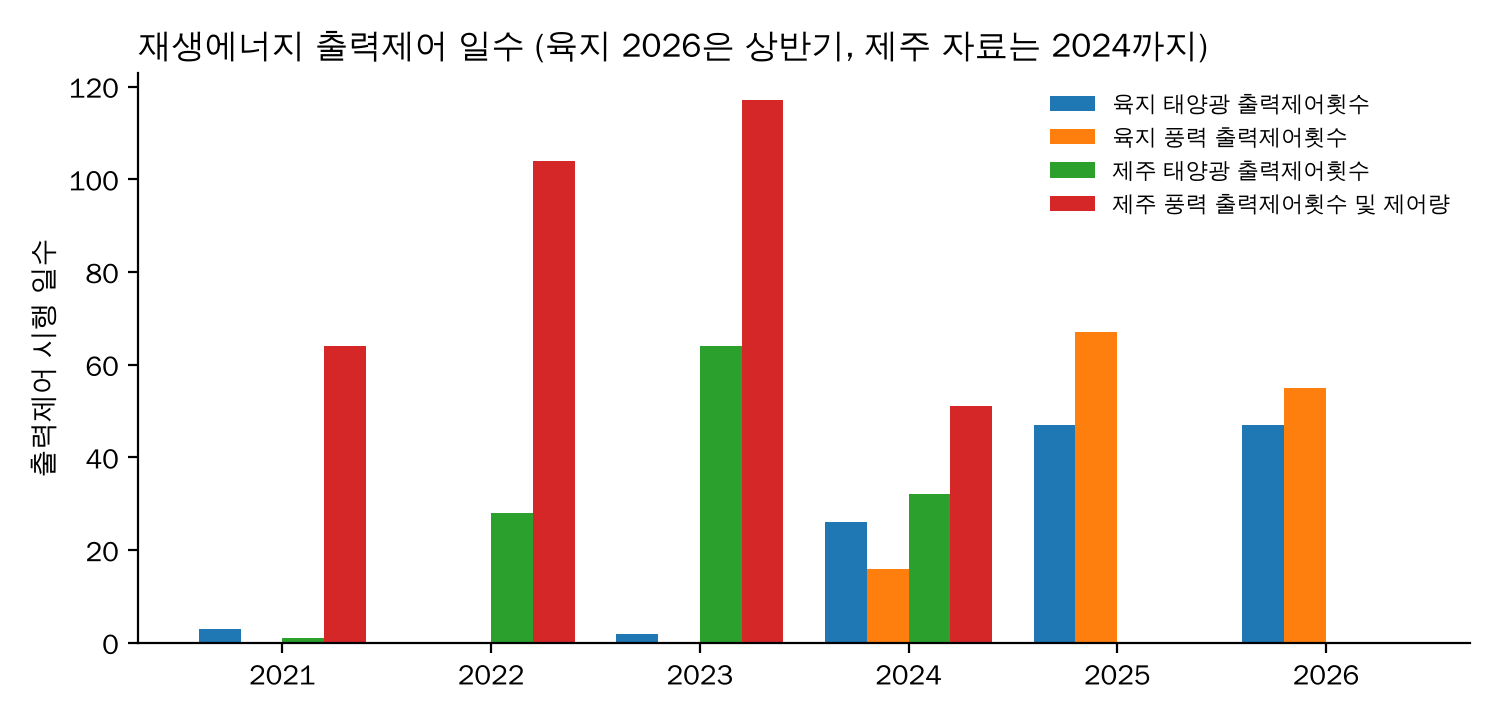 재생에너지 출력제어 일수 (육지 2026은 상반기, 제주 자료는 2024까지)
120
100
80
60
40
20
0
출력제어 시행 일수
육지 태양광 출력제어횟수
육지 풍력 출력제어횟수
제주 태양광 출력제어횟수
제주 풍력 출력제어횟수 및 제어량
2021 2022 2023 2024 2025 2026